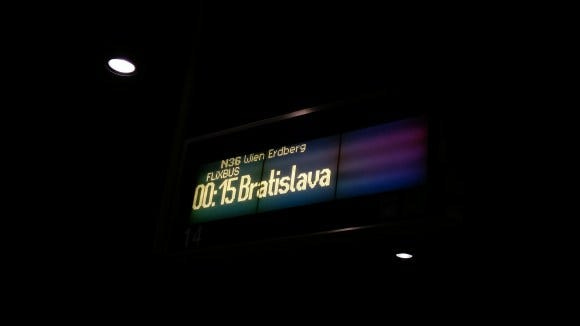 N36 Wien Erdberg
FLIXBUS
00:15 Bratislava
14